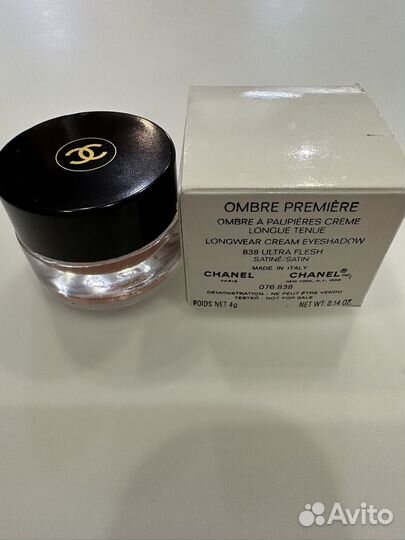 OMBRE PREMIÈRE
OMBRE À PAUPIÈRES CRÈME
LONGUE TENUE
LONGWEAR CREAM EYESHADOW
838 ULTRA FLESH
SATINÉ/SATIN
MADE IN ITALY
CHANEL CHANEL® INC,
PARIS NEW YORK, N.Y. 10019
076.838
DÉMONSTRATION - NE PEUT ÊTRE VENDU
TESTER - NOT FOR SALE
POIDS NET 4g NET WT. 0.14 OZ.
Avito